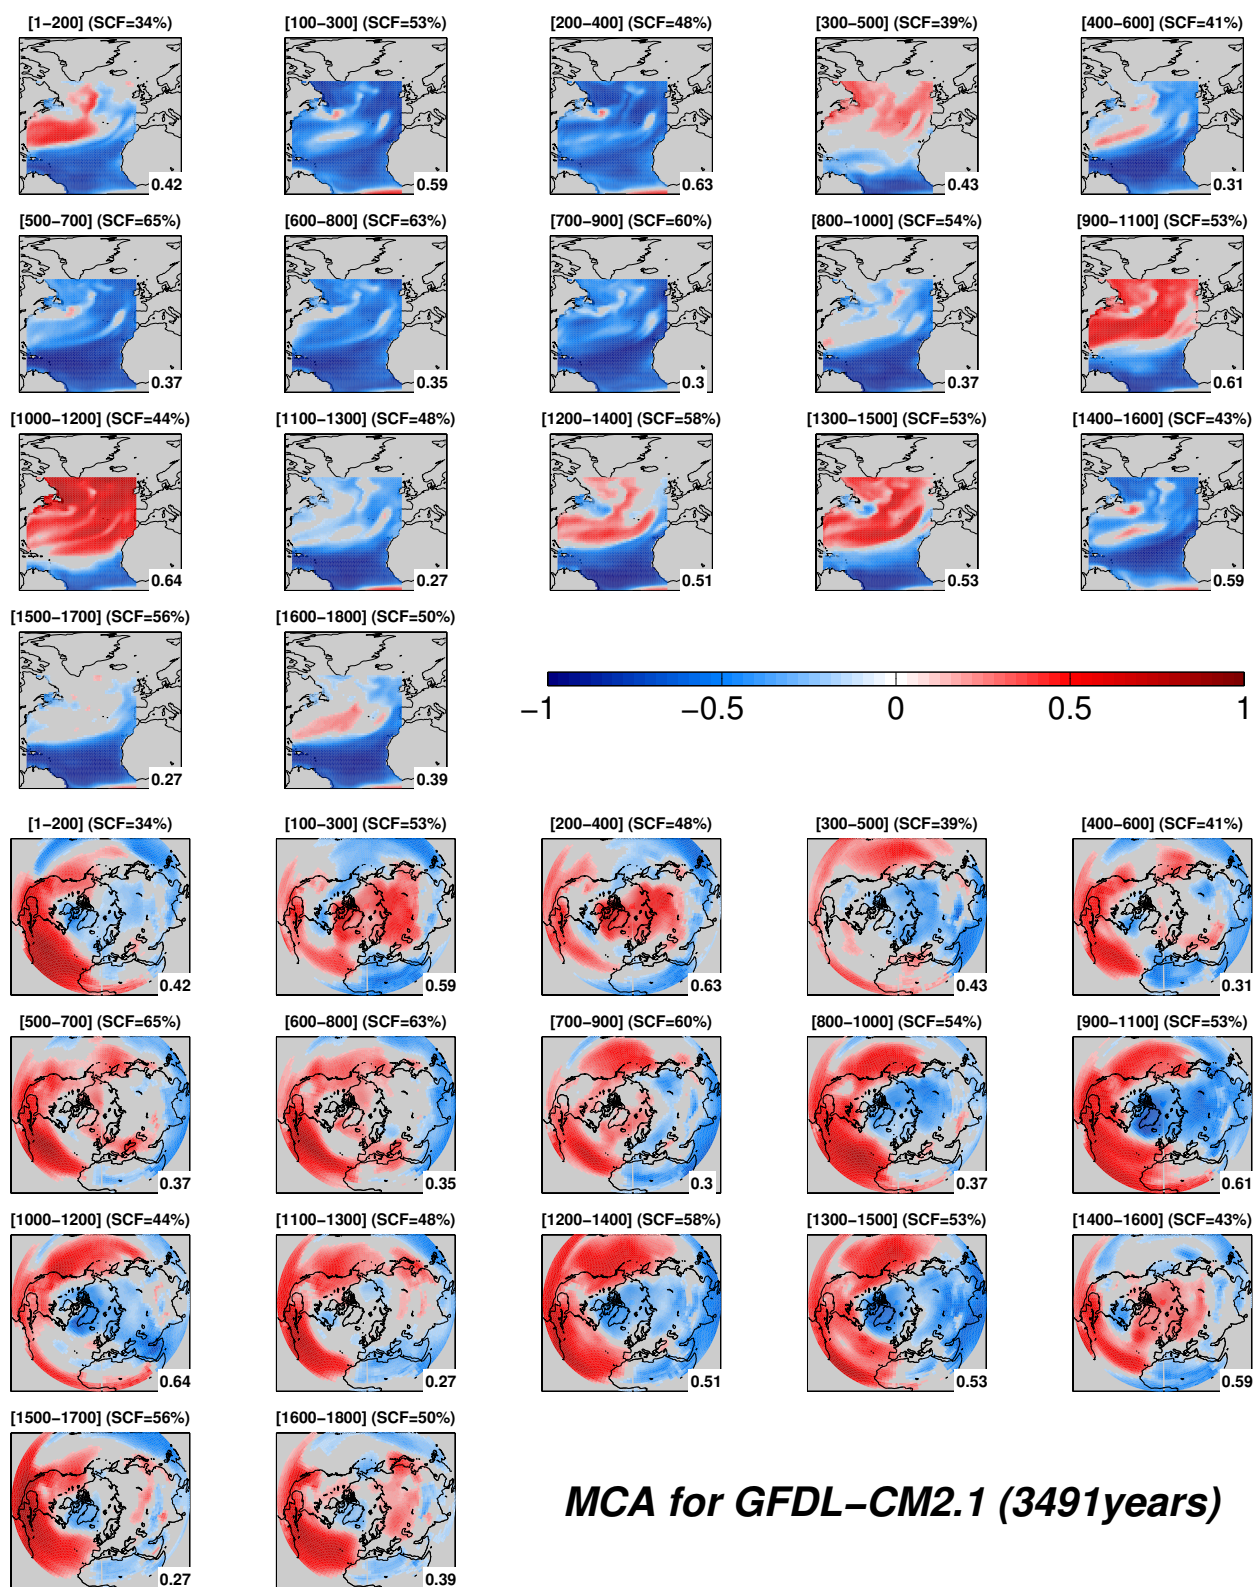 [1−200] (SCF=34%) [100−300] (SCF=53%) [200−400] (SCF=48%) [300−500] (SCF=39%) [400−600] (SCF=41%)
0.42 0.59 0.63 0.43 0.31
[500−700] (SCF=65%) [600−800] (SCF=63%) [700−900] (SCF=60%) [800−1000] (SCF=54%) [900−1100] (SCF=53%)
0.37 0.35 0.3 0.37 0.61
[1000−1200] (SCF=44%) [1100−1300] (SCF=48%) [1200−1400] (SCF=58%) [1300−1500] (SCF=53%) [1400−1600] (SCF=43%)
0.64 0.27 0.51 0.53 0.59
[1500−1700] (SCF=56%) [1600−1800] (SCF=50%)
−1 −0.5 0 0.5 1
0.27 0.39
[1−200] (SCF=34%) [100−300] (SCF=53%) [200−400] (SCF=48%) [300−500] (SCF=39%) [400−600] (SCF=41%)
0.42 0.59 0.63 0.43 0.31
[500−700] (SCF=65%) [600−800] (SCF=63%) [700−900] (SCF=60%) [800−1000] (SCF=54%) [900−1100] (SCF=53%)
0.37 0.35 0.3 0.37 0.61
[1000−1200] (SCF=44%) [1100−1300] (SCF=48%) [1200−1400] (SCF=58%) [1300−1500] (SCF=53%) [1400−1600] (SCF=43%)
0.64 0.27 0.51 0.53 0.59
[1500−1700] (SCF=56%) [1600−1800] (SCF=50%)
MCA for GFDL−CM2.1 (3491years)
0.27 0.39